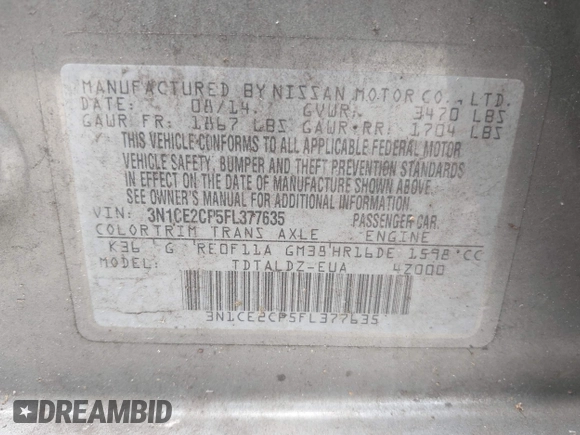 MANUFACTURED BY NISSAN MOTOR CO., LTD.
DATE: 08/14 GVWR: 3470 LBS
GAWR FR: 1867 LBS GAWR RR: 1704 LBS
THIS VEHICLE CONFORMS TO ALL APPLICABLE FEDERAL MOTOR
VEHICLE SAFETY, BUMPER AND THEFT PREVENTION STANDARDS
IN EFFECT ON THE DATE OF MANUFACTURE SHOWN ABOVE.
SEE OWNER'S MANUAL FOR ADDITIONAL INFORMATION.
VIN: 3N1CE2CP5FL377635 PASSENGER CAR
COLOR TRIM TRANS AXLE ENGINE
K36 G RE0F11A GM38 HR16DE 1598 CC
MODEL: TDTALDZ-EUA 47000
3N1CE2CP5FL377635
DREAMBID